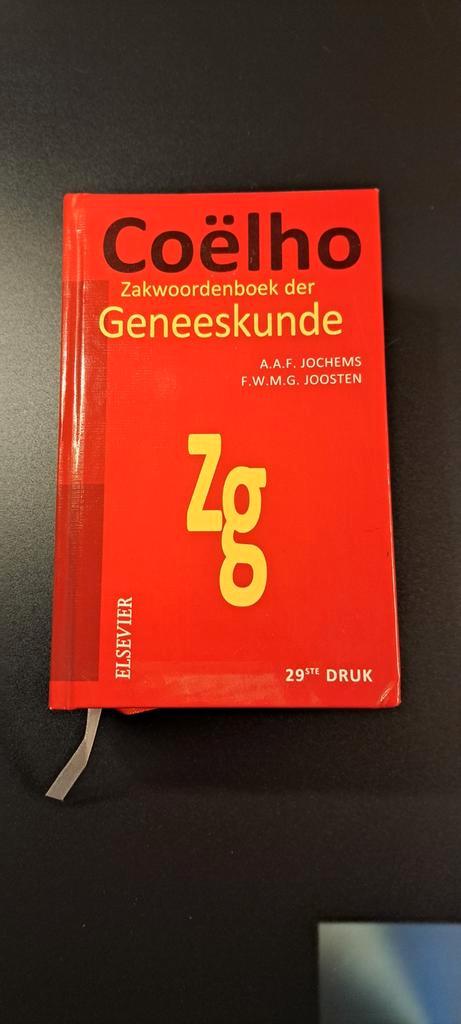 Coëlho
Zakwoordenboek der
Geneeskunde
A.A.F. JOCHEMS
F.W.M.G. JOOSTEN
Zg
ELSEVIER
29STE DRUK